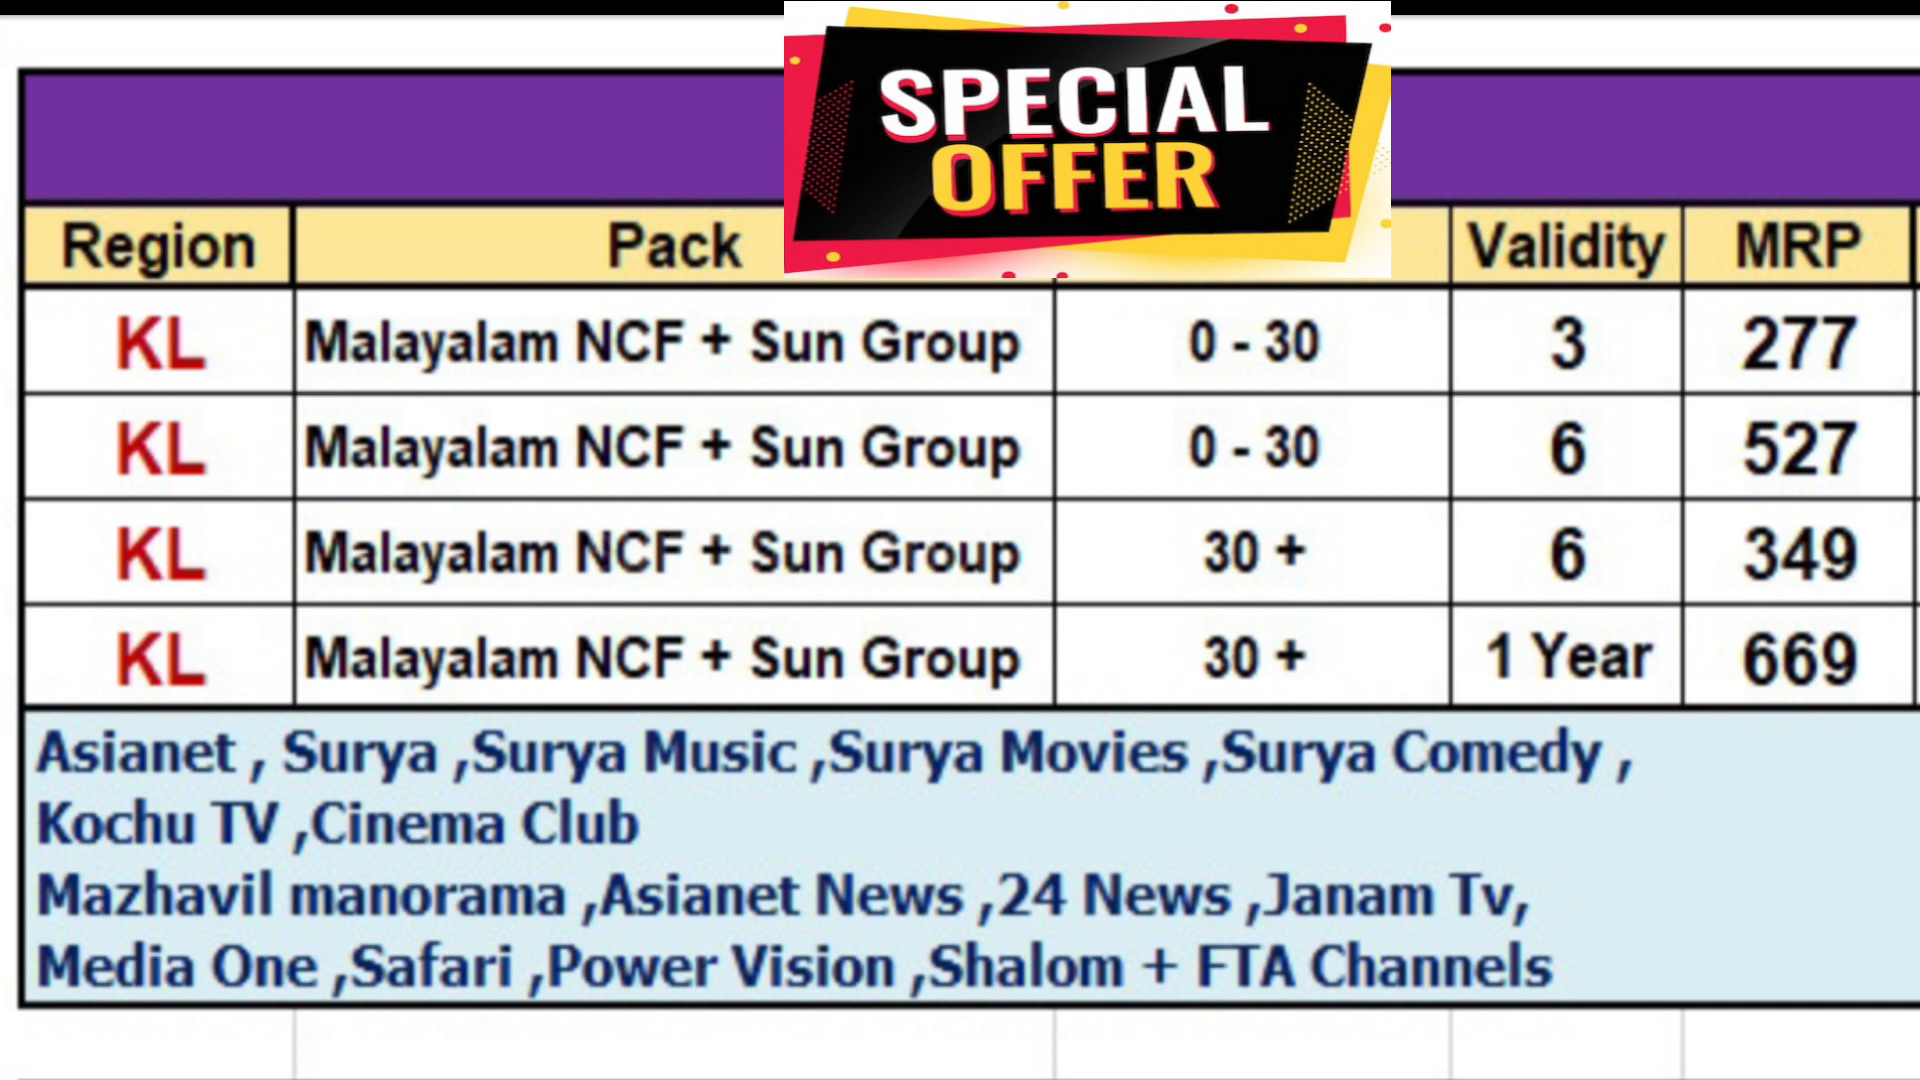 SPECIAL
OFFER
Region Pack Validity MRP
KL Malayalam NCF + Sun Group 0 - 30 3 277
KL Malayalam NCF + Sun Group 0 - 30 6 527
KL Malayalam NCF + Sun Group 30 + 6 349
KL Malayalam NCF + Sun Group 30 + 1 Year 669
Asianet , Surya ,Surya Music ,Surya Movies ,Surya Comedy ,
Kochu TV ,Cinema Club
Mazhavil manorama ,Asianet News ,24 News ,Janam Tv,
Media One ,Safari ,Power Vision ,Shalom + FTA Channels